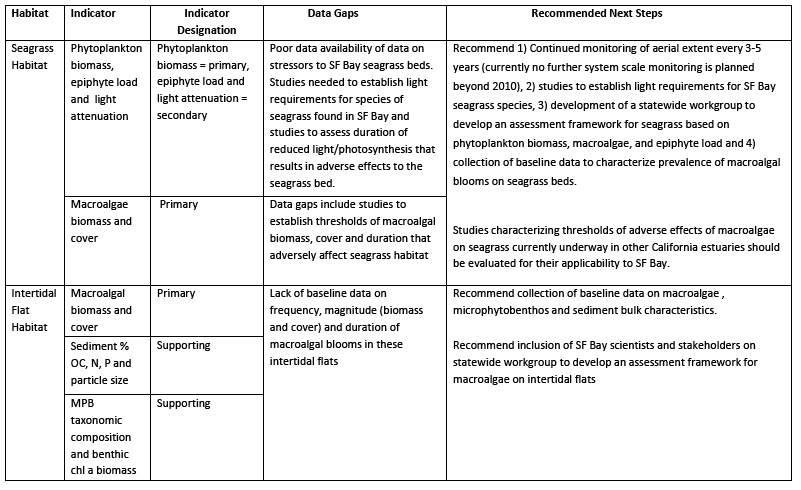 Habitat
Indicator
Indicator
Designation
Data Gaps
Recommended Next Steps
Seagrass
Habitat
Phytoplankton
biomass,
epiphyte load
and light
attenuation
Phytoplankton
biomass = primary,
epiphyte load and
light attenuation =
secondary
Poor data availability of data on
stressors to SF Bay seagrass beds.
Studies needed to establish light
requirements for species of
seagrass found in SF Bay and
studies to assess duration of
reduced light/photosynthesis that
results in adverse effects to the
seagrass bed.
Recommend 1) Continued monitoring of aerial extent every 3-5
years (currently no further system scale monitoring is planned
beyond 2010), 2) studies to establish light requirements for SF Bay
seagrass species, 3) development of a statewide workgroup to
develop an assessment framework for seagrass based on
phytoplankton biomass, macroalgae, and epiphyte load and 4)
collection of baseline data to characterize prevalence of macroalgal
blooms on seagrass beds.
Macroalgae
biomass and
cover
Primary
Data gaps include studies to
establish thresholds of macroalgal
biomass, cover and duration that
adversely affect seagrass habitat
Studies characterizing thresholds of adverse effects of macroalgae
on seagrass currently underway in other California estuaries should
be evaluated for their applicability to SF Bay.
Intertidal
Flat
Habitat
Macroalgal
biomass and
cover
Primary
Lack of baseline data on
frequency, magnitude (biomass
and cover) and duration of
macroalgal blooms in these
intertidal flats
Recommend collection of baseline data on macroalgae ,
microphytobenthos and sediment bulk characteristics.
Recommend inclusion of SF Bay scientists and stakeholders on
statewide workgroup to develop an assessment framework for
macroalgae on intertidal flats
Sediment %
OC, N, P and
particle size
Supporting
MPB
taxonomic
composition
and benthic
chl a biomass
Supporting